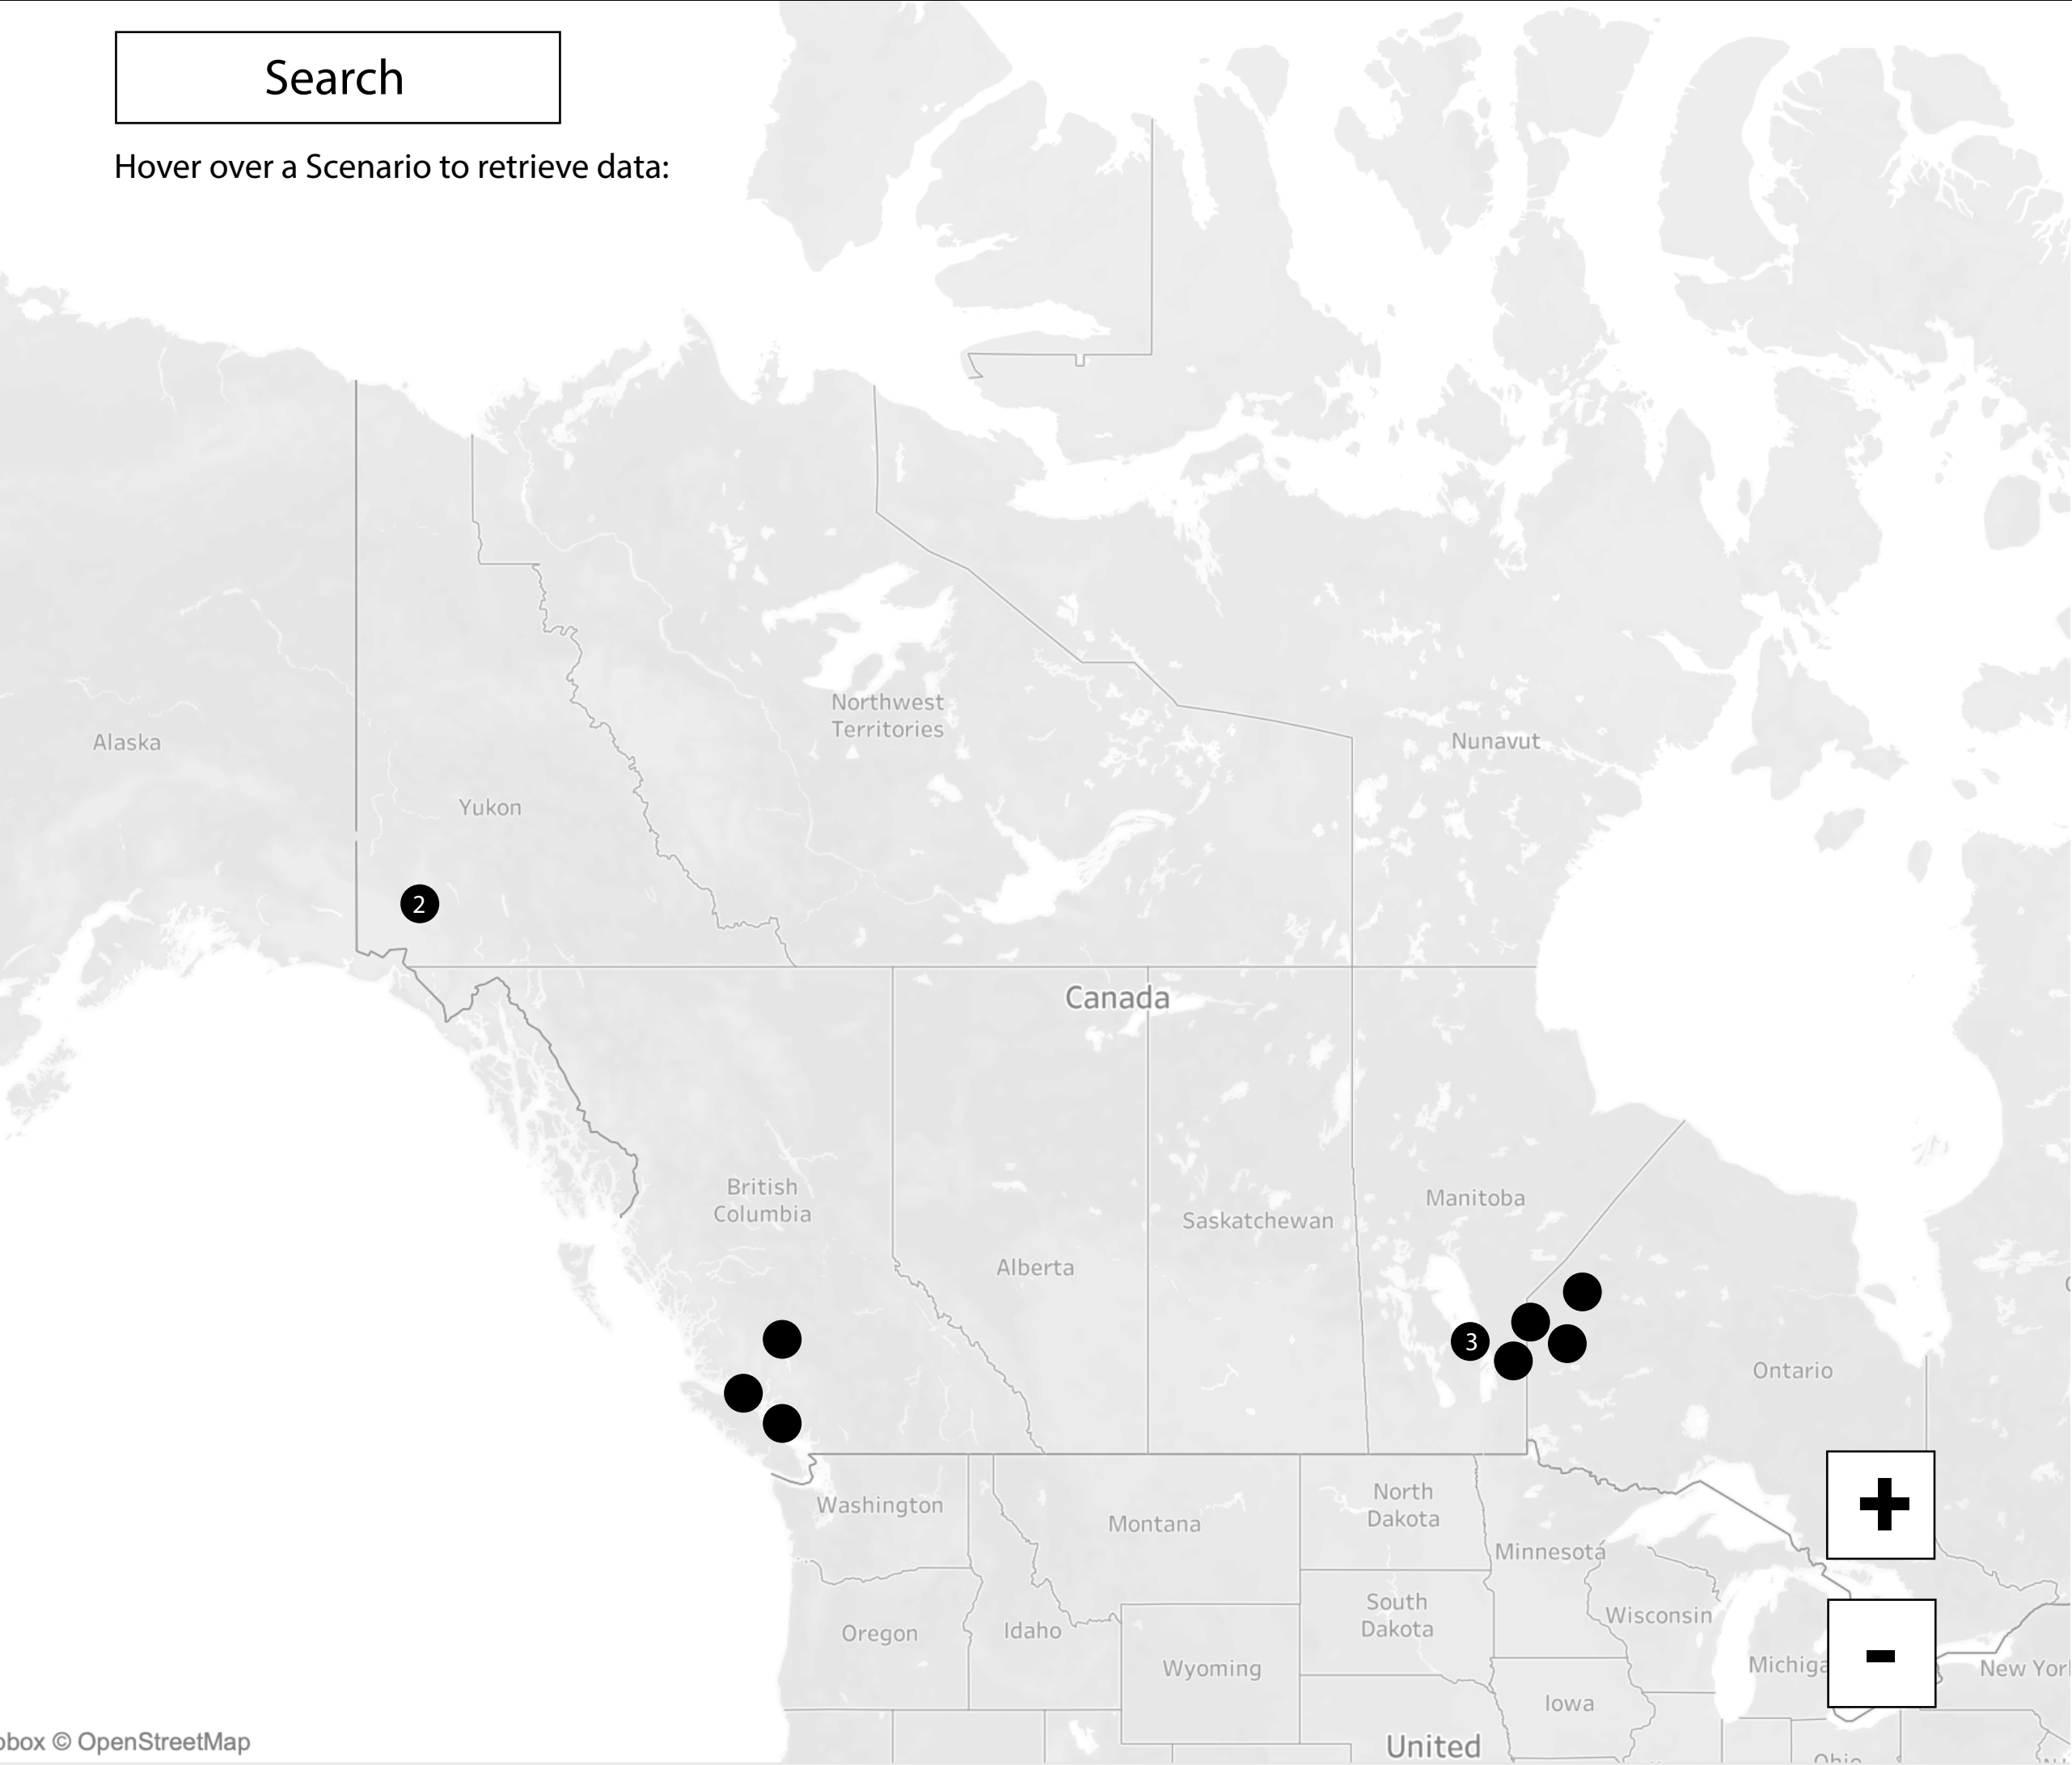 Search
Hover over a Scenario to retrieve data:
Northwest
Territories
Alaska
Nunavut
Yukon
2
Canada
British
Columbia
Manitoba
Saskatchewan
Alberta
3
Ontario
Washington
Montana
North
Dakota
Minnesota
+
South
Dakota
Wisconsin
Oregon
Idaho
Wyoming
Michiga
-
New Yor
Iowa
obox © OpenStreetMap
United
Ohio